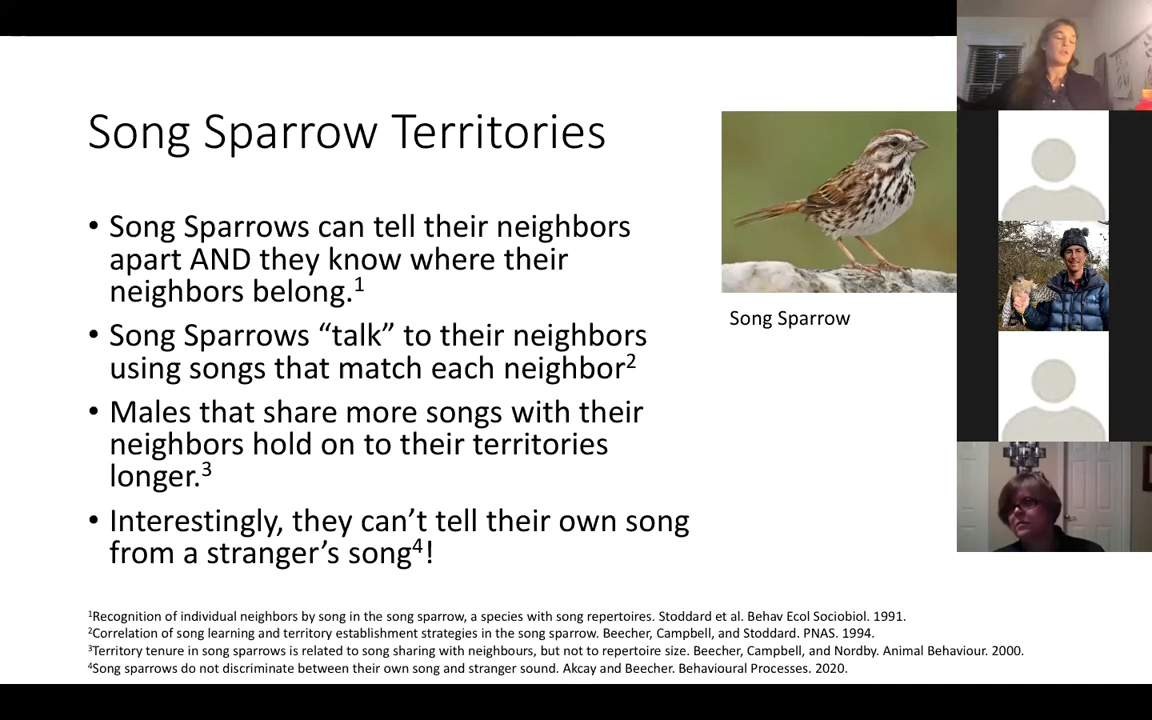 Song Sparrow Territories
• Song Sparrows can tell their neighbors
apart AND they know where their
neighbors belong.¹
• Song Sparrows “talk” to their neighbors
using songs that match each neighbor²
• Males that share more songs with their
neighbors hold on to their territories
longer.³
• Interestingly, they can’t tell their own song
from a stranger’s song⁴!
Song Sparrow
¹Recognition of individual neighbors by song in the song sparrow, a species with song repertoires. Stoddard et al. Behav Ecol Sociobiol. 1991.
²Correlation of song learning and territory establishment strategies in the song sparrow. Beecher, Campbell, and Stoddard. PNAS. 1994.
³Territory tenure in song sparrows is related to song sharing with neighbours, but not to repertoire size. Beecher, Campbell, and Nordby. Animal Behaviour. 2000.
⁴Song sparrows do not discriminate between their own song and stranger sound. Akcay and Beecher. Behavioural Processes. 2020.